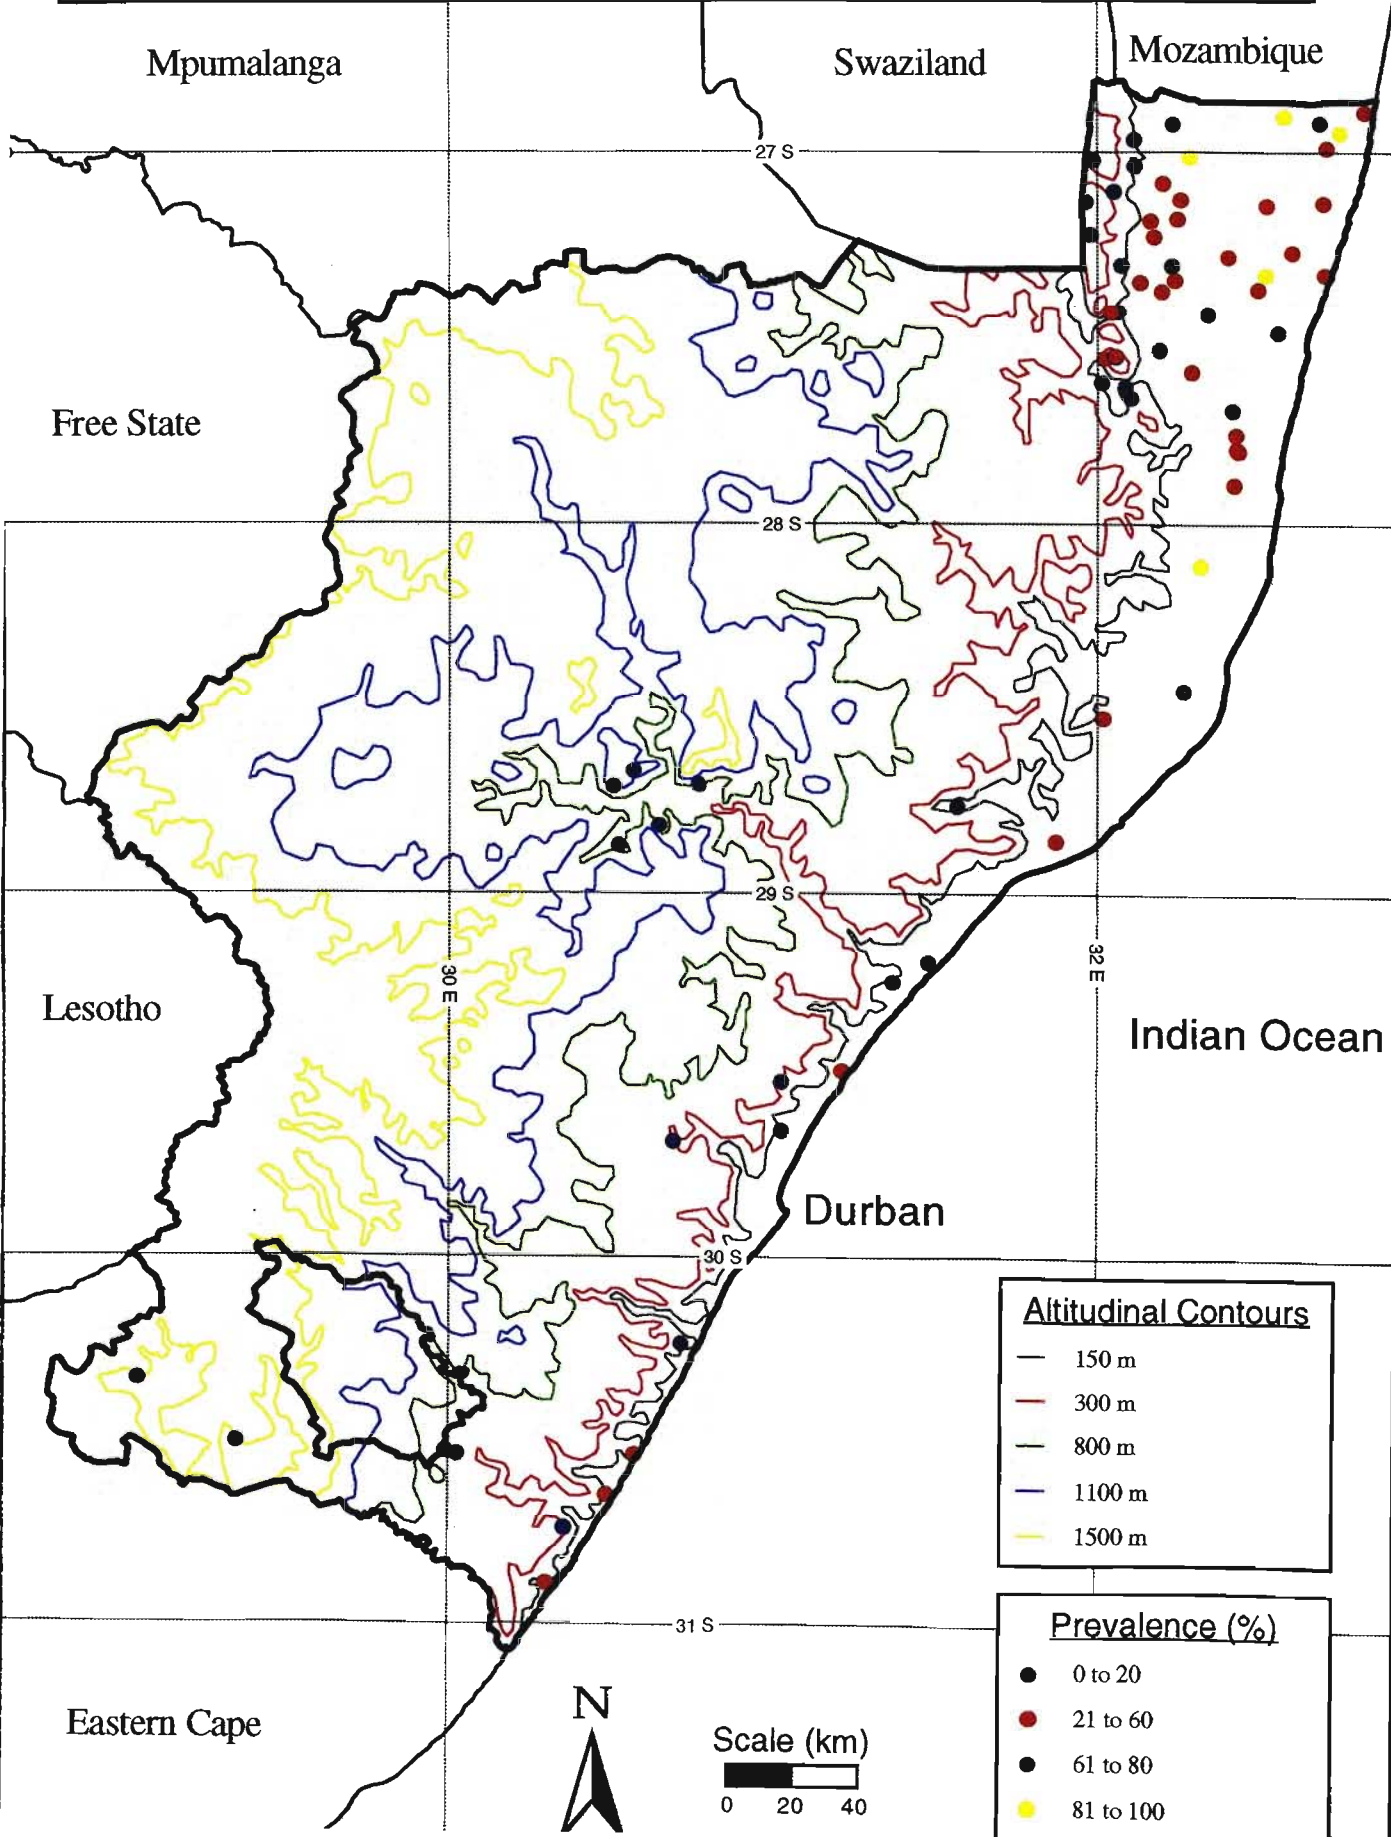 Mpumalanga
Swaziland
Mozambique
27 S
Free State
28 S
29 S
30 E
32 E
Lesotho
Indian Ocean
Durban
30 S
Altitudinal Contours
150 m
300 m
800 m
1100 m
1500 m
31 S
Prevalence (%)
0 to 20
21 to 60
61 to 80
81 to 100
Eastern Cape
N
Scale (km)
0 20 40